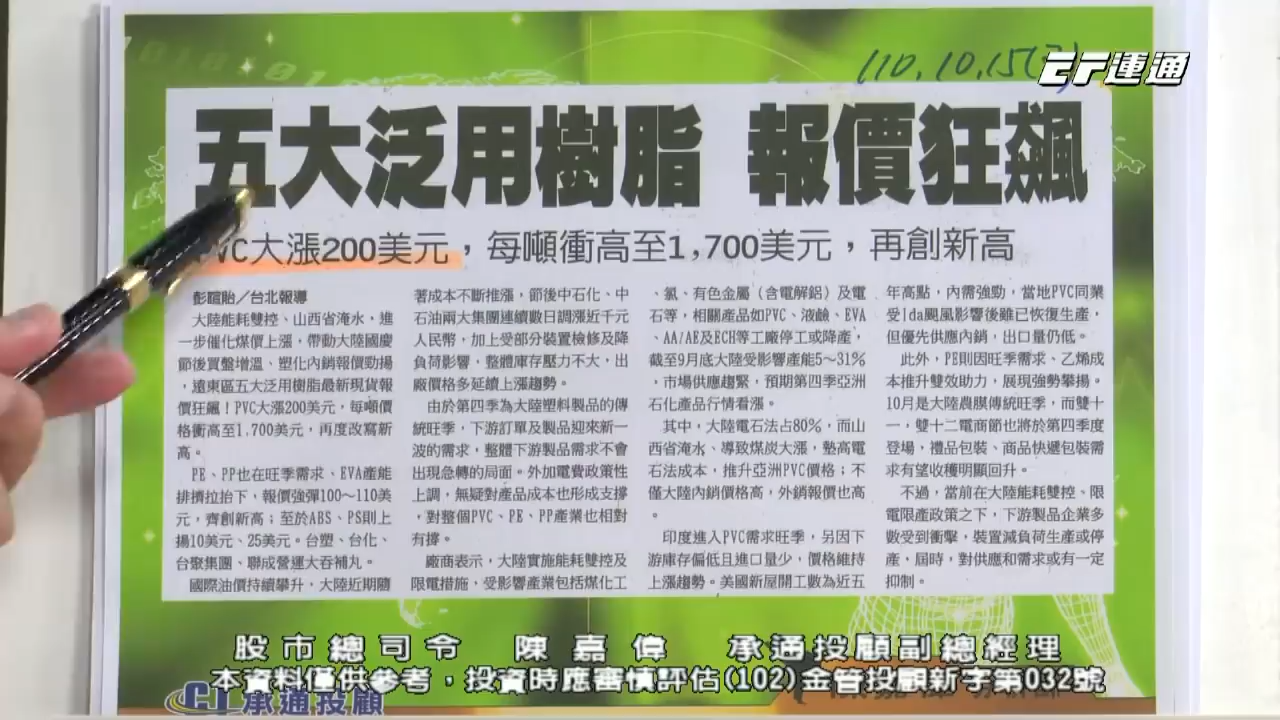 110.10.15
EF運通
五大泛用樹脂 報價狂飆
VC大漲200美元，每噸衝高至1,700美元，再創新高
彭暄貽／台北報導
大陸能耗雙控、山西省淹水，進
一步催化煤價上漲，帶動大陸國慶
節後買盤增溫、塑化內銷報價勁揚
，遠東區五大泛用樹脂最新現貨報
價狂飆！PVC大漲200美元，每噸價
格衝高至1,700美元，再度改寫新
高。
PE、PP也在旺季需求、EVA產能
排擠拉抬下，報價強彈100～110美
元，齊創新高；至於ABS、PS則上
揚10美元、25美元。台塑、台化、
台聚集團、聯成營運大吞補丸。
國際油價持續攀升，大陸近期隨
著成本不斷推漲，節後中石化、中
石油兩大集團連續數日調漲近千元
人民幣，加上受部分裝置檢修及降
負荷影響，整體庫存壓力不大，出
廠價格多延續上漲趨勢。
由於第四季為大陸塑料製品的傳
統旺季，下游訂單及製品迎來新一
波的需求，整體下游製品需求不會
出現急轉的局面。外加電費政策性
上調，無疑對產品成本也形成支撐
，對整個PVC、PE、PP產業也相對
有撐。
廠商表示，大陸實施能耗雙控及
限電措施，受影響產業包括煤化工
、氯、有色金屬（含電解鋁）及電
石等，相關產品如PVC、液鹼、EVA
、AA/AE及ECH等工廠停工或降產，
截至9月底大陸受影響產能5～31%
，市場供應趨緊，預期第四季亞洲
石化產品行情看漲。
其中，大陸電石法占80%，而山
西省淹水、導致煤炭大漲，墊高電
石法成本，推升亞洲PVC價格；不
僅大陸內銷價格高，外銷報價也高
。
印度進入PVC需求旺季，另因下
游庫存偏低且進口量少，價格維持
上漲趨勢。美國新屋開工數為近五
年高點，內需強勁，當地PVC同業
受Ida颶風影響後雖已恢復生產，
但優先供應內銷，出口量仍低。
此外，PE則因旺季需求、乙烯成
本推升雙效助力，展現強勢攀揚。
10月是大陸農膜傳統旺季，而雙十
一，雙十二電商節也將於第四季度
登場，禮品包裝、商品快遞包裝需
求有望收穫明顯回升。
不過，當前在大陸能耗雙控、限
電限產政策之下，下游製品企業多
數受到衝擊，裝置減負荷生產或停
產，屆時，對供應和需求或有一定
抑制。
股市總司令 陳嘉偉 承通投顧副總經理
本資料僅供參考，投資時應審慎評估(102)金管投顧新字第032號
承通投顧